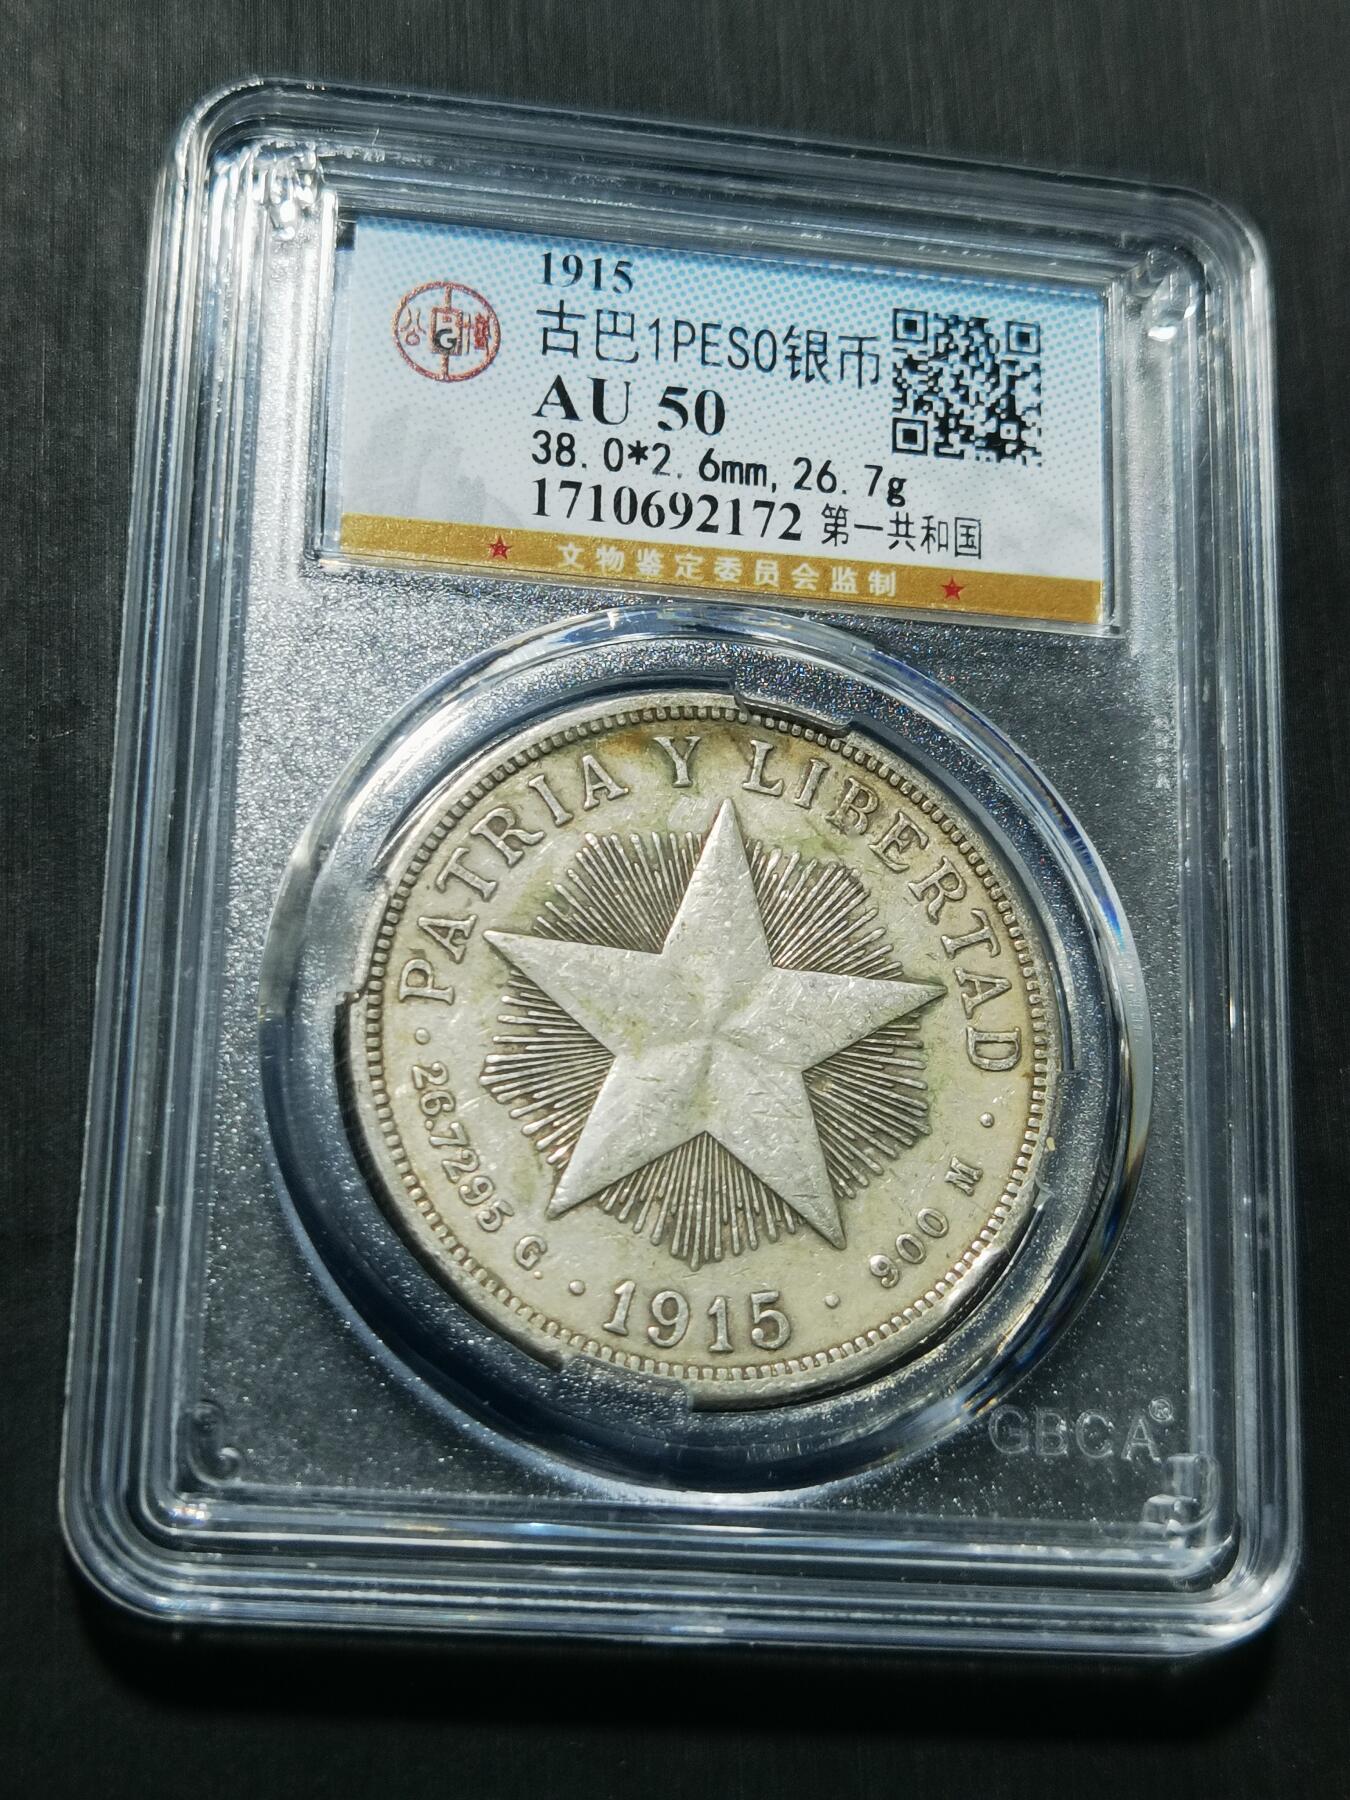 1915
古巴1PESO银币
AU 50
38.0*2.6mm,26.7g
1710692172 第一共和国
公 G 博
文物鉴定委员会监制
PATRIA Y LIBERTAD
26.7295 G.
1915
900 M
GBCA®